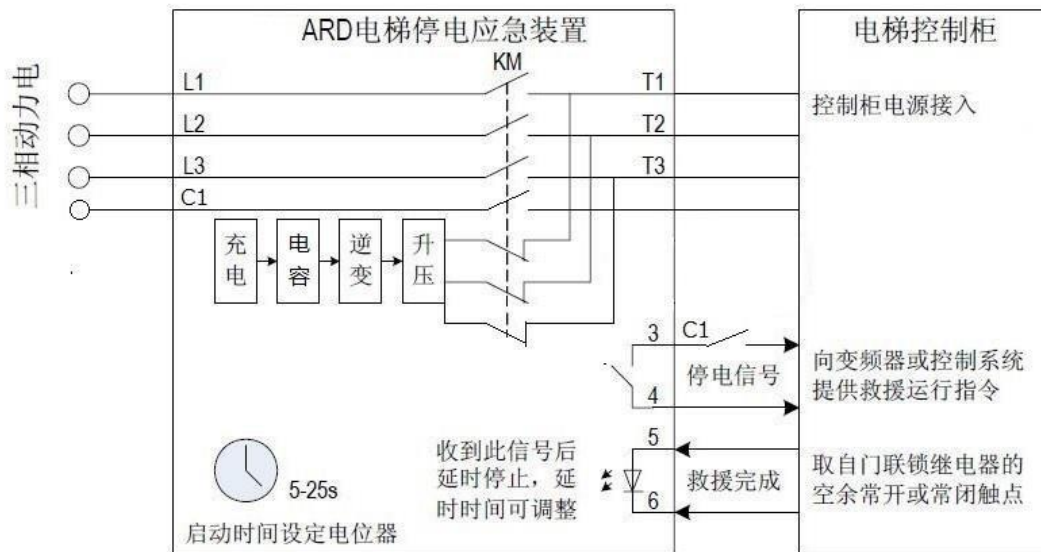 ARD电梯停电应急装置
电梯控制柜
三相动力电
KM
L1
T1
控制柜电源接入
L2
T2
L3
T3
C1
充电
电容
逆变
升压
3
C1
停电信号
4
向变频器或控制系统
提供救援运行指令
5-25s
启动时间设定电位器
收到此信号后
延时停止，延
时时间可调整
5
救援完成
6
取自门联锁继电器的
空余常开或常闭触点